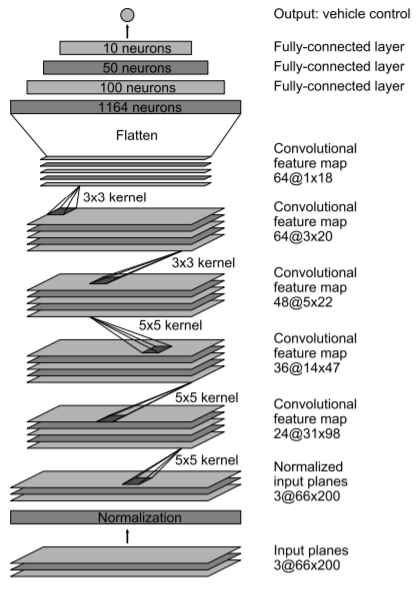 Output: vehicle control
10 neurons
Fully-connected layer
50 neurons
Fully-connected layer
100 neurons
Fully-connected layer
1164 neurons
Flatten
Convolutional
feature map
64@1x18
3x3 kernel
Convolutional
feature map
64@3x20
3x3 kernel
Convolutional
feature map
48@5x22
5x5 kernel
Convolutional
feature map
36@14x47
5x5 kernel
Convolutional
feature map
24@31x98
5x5 kernel
Normalized
input planes
3@66x200
Normalization
Input planes
3@66x200